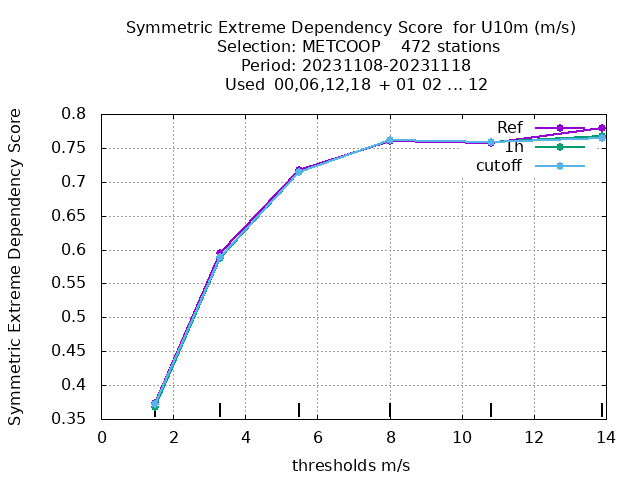 Symmetric Extreme Dependency Score  for U10m (m/s)
Selection: METCOOP    472 stations
Period: 20231108-20231118
Used  00,06,12,18  + 01 02 ... 12
Symmetric Extreme Dependency Score
0.8
0.75
0.7
0.65
0.6
0.55
0.5
0.45
0.4
0.35
Ref
1h
cutoff
0 2 4 6 8 10 12 14
thresholds m/s